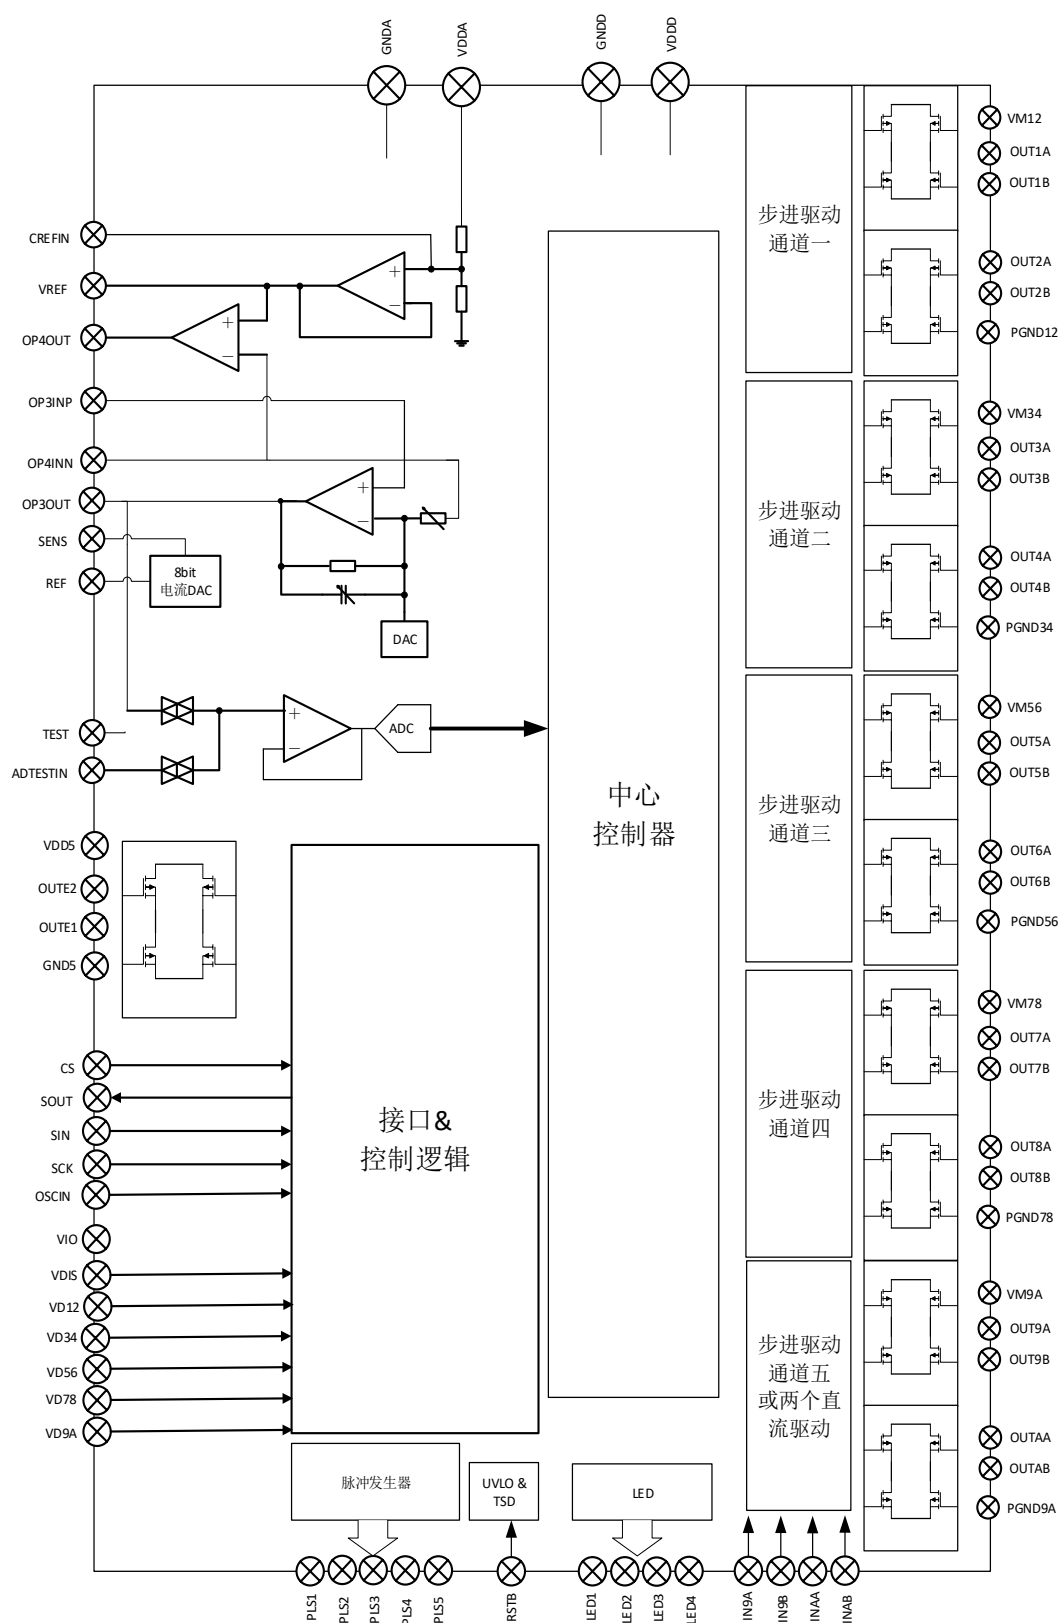 GNDA
VDDA
GNDD
VDDD
CREFIN
VREF
OP4OUT
OP3INP
OP4INN
OP3OUT
SENS
REF
8bit
电流DAC
DAC
TEST
ADTESTIN
ADC
VDD5
OUTE2
OUTE1
GND5
CS
SOUT
SIN
SCK
OSCIN
VIO
VDIS
VD12
VD34
VD56
VD78
VD9A
接口&
控制逻辑
中心
控制器
步进驱动
通道一
步进驱动
通道二
步进驱动
通道三
步进驱动
通道四
步进驱动
通道五
或两个直
流驱动
VM12
OUT1A
OUT1B
OUT2A
OUT2B
PGND12
VM34
OUT3A
OUT3B
OUT4A
OUT4B
PGND34
VM56
OUT5A
OUT5B
OUT6A
OUT6B
PGND56
VM78
OUT7A
OUT7B
OUT8A
OUT8B
PGND78
VM9A
OUT9A
OUT9B
OUTAA
OUTAB
PGND9A
脉冲发生器
UVLO &
TSD
LED
PLS1
PLS2
PLS3
PLS4
PLS5
RSTB
LED1
LED2
LED3
LED4
IN9A
IN9B
INAA
INAB